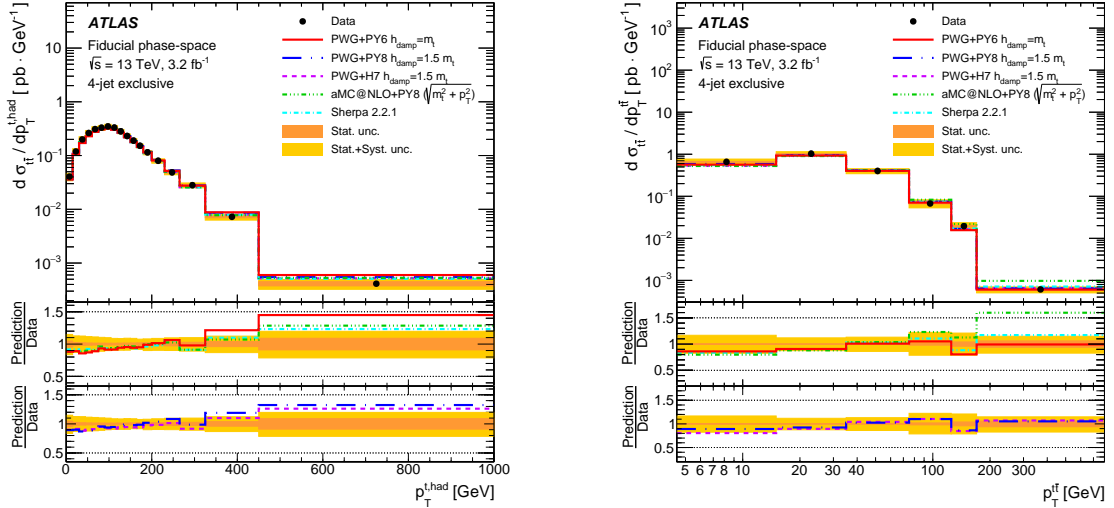 ATLAS
Fiducial phase-space
√s = 13 TeV, 3.2 fb⁻¹
4-jet exclusive
Data
PWG+PY6 h_damp=m_t
PWG+PY8 h_damp=1.5 m_t
PWG+H7 h_damp=1.5 m_t
aMC@NLO+PY8 (√m_t² + p_T²)
Sherpa 2.2.1
Stat. unc.
Stat.+Syst. unc.
d σ_tt̄ / dp_T^t,had [ pb · GeV⁻¹]
10
1
10⁻¹
10⁻²
10⁻³
Prediction
Data
1.5
1
0.5
Prediction
Data
1.5
1
0.5
0 200 400 600 800 1000
p_T^t,had [GeV]
ATLAS
Fiducial phase-space
√s = 13 TeV, 3.2 fb⁻¹
4-jet exclusive
Data
PWG+PY6 h_damp=m_t
PWG+PY8 h_damp=1.5 m_t
PWG+H7 h_damp=1.5 m_t
aMC@NLO+PY8 (√m_t² + p_T²)
Sherpa 2.2.1
Stat. unc.
Stat.+Syst. unc.
d σ_tt̄ / dp_T^tt̄ [ pb · GeV⁻¹]
10³
10²
10
1
10⁻¹
10⁻²
10⁻³
Prediction
Data
1.5
1
0.5
Prediction
Data
1.5
1
0.5
5 6 7 8 10 20 30 40 100 200 300
p_T^tt̄ [GeV]